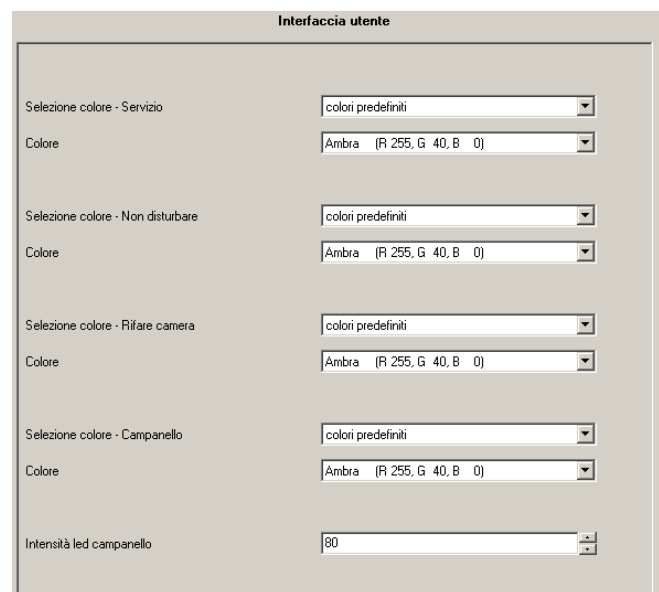 Interfaccia utente
Selezione colore - Servizio colori predefiniti
Colore Ambra (R 255, G 40, B 0)
Selezione colore - Non disturbare colori predefiniti
Colore Ambra (R 255, G 40, B 0)
Selezione colore - Rifare camera colori predefiniti
Colore Ambra (R 255, G 40, B 0)
Selezione colore - Campanello colori predefiniti
Colore Ambra (R 255, G 40, B 0)
Intensità led campanello 80